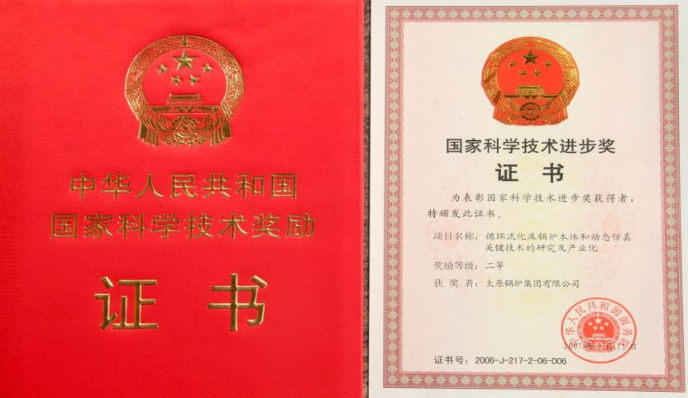 中华人民共和国
国家科学技术奖励
证 书
国家科学技术进步奖
证 书
为表彰国家科学技术进步奖获得者，
特颁发此证书。
项目名称：循环流化床锅炉本体和动态仿真
关键技术的研究及产业化
奖励等级：二等
获 奖 者：太原锅炉集团有限公司
中华人民共和国国务院
证书号：2006-J-217-2-06-D06